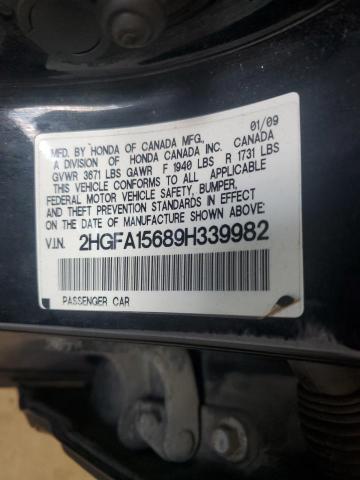 MFD. BY HONDA OF CANADA MFG. 01/09
A DIVISION OF HONDA CANADA INC. CANADA
GVWR 3671 LBS GAWR F 1940 LBS R 1731 LBS
THIS VEHICLE CONFORMS TO ALL APPLICABLE
FEDERAL MOTOR VEHICLE SAFETY, BUMPER,
AND THEFT PREVENTION STANDARDS IN EFFECT
ON THE DATE OF MANUFACTURE SHOWN ABOVE:
V.I.N. 2HGFA15689H339982
PASSENGER CAR